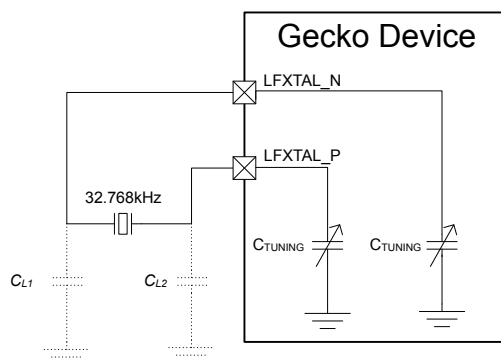 Gecko Device
LFXTAL_N
LFXTAL_P
32.768kHz
CTUNING CTUNING
CL1 CL2